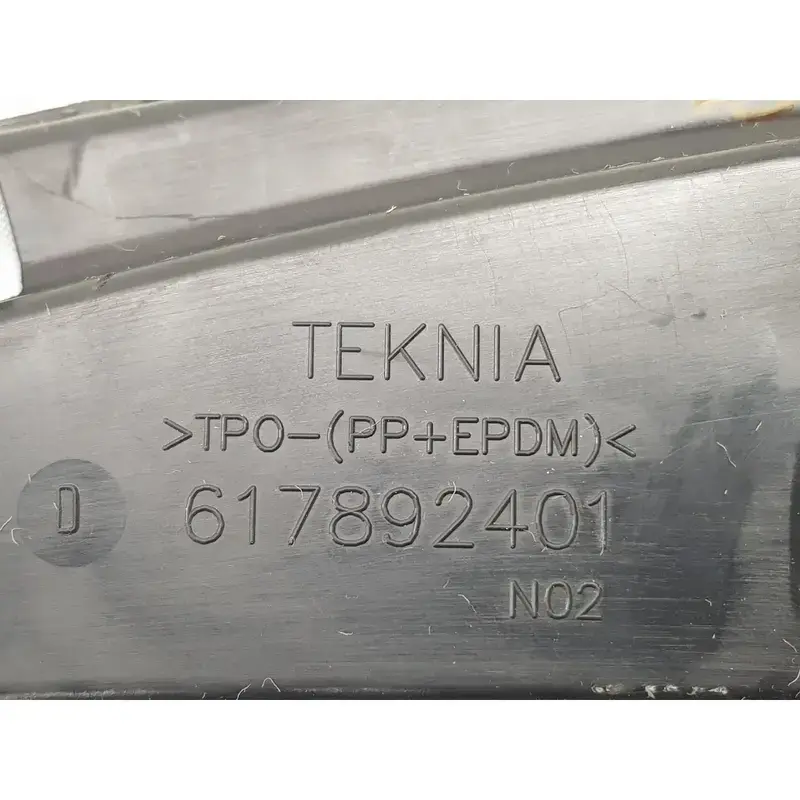 TEKNIA
>TPO-(PP+EPDM)<
D 617892401
N02